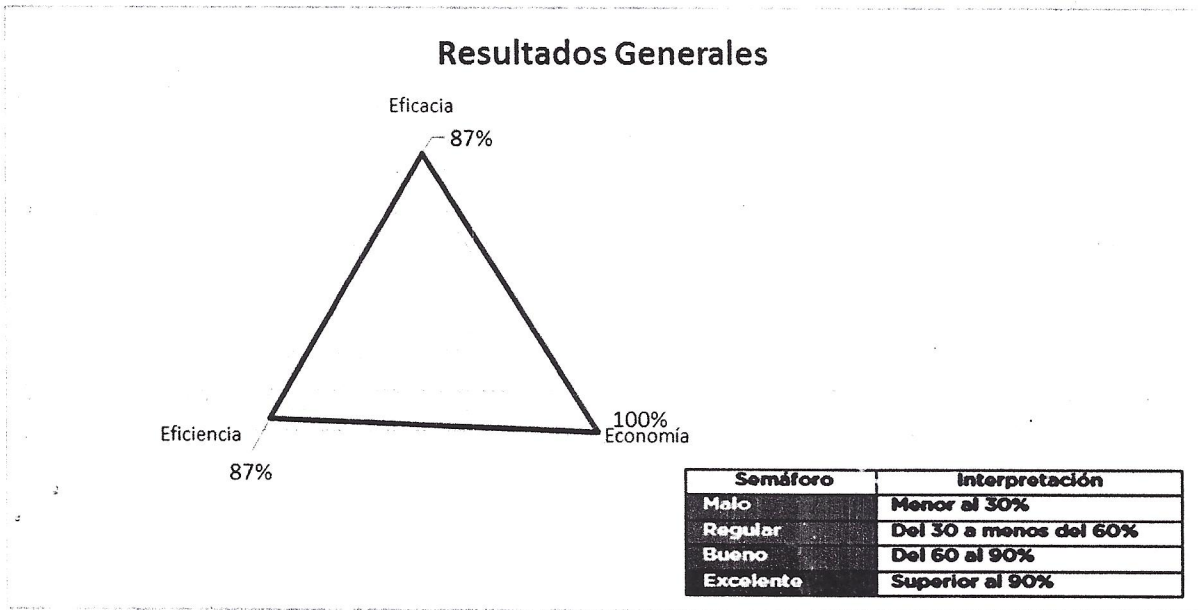 Resultados Generales
Eficacia
87%
100%
Economía
Eficiencia
87%
Semáforo Interpretación
Malo Menor al 30%
Regular Del 30 a menos del 60%
Bueno Del 60 al 90%
Excelente Superior al 90%